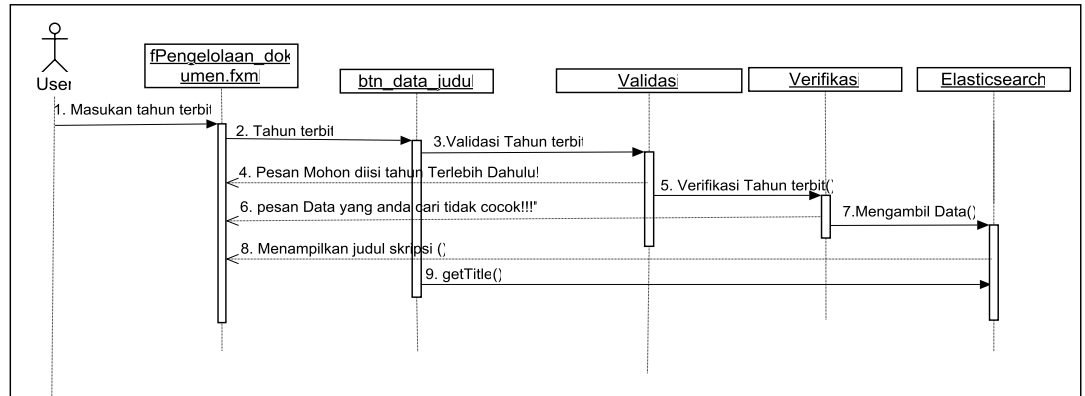 fPengelolaan_dok
umen.fxml
User
btn_data_judul
Validasi
Verifikasi
Elasticsearch
1. Masukan tahun terbit
2. Tahun terbit
3.Validasi Tahun terbit
4. Pesan Mohon diisi tahun Terlebih Dahulu!
5. Verifikasi Tahun terbit()
6. pesan Data yang anda cari tidak cocok!!!"
7.Mengambil Data()
8. Menampilkan judul skripsi ()
9. getTitle()